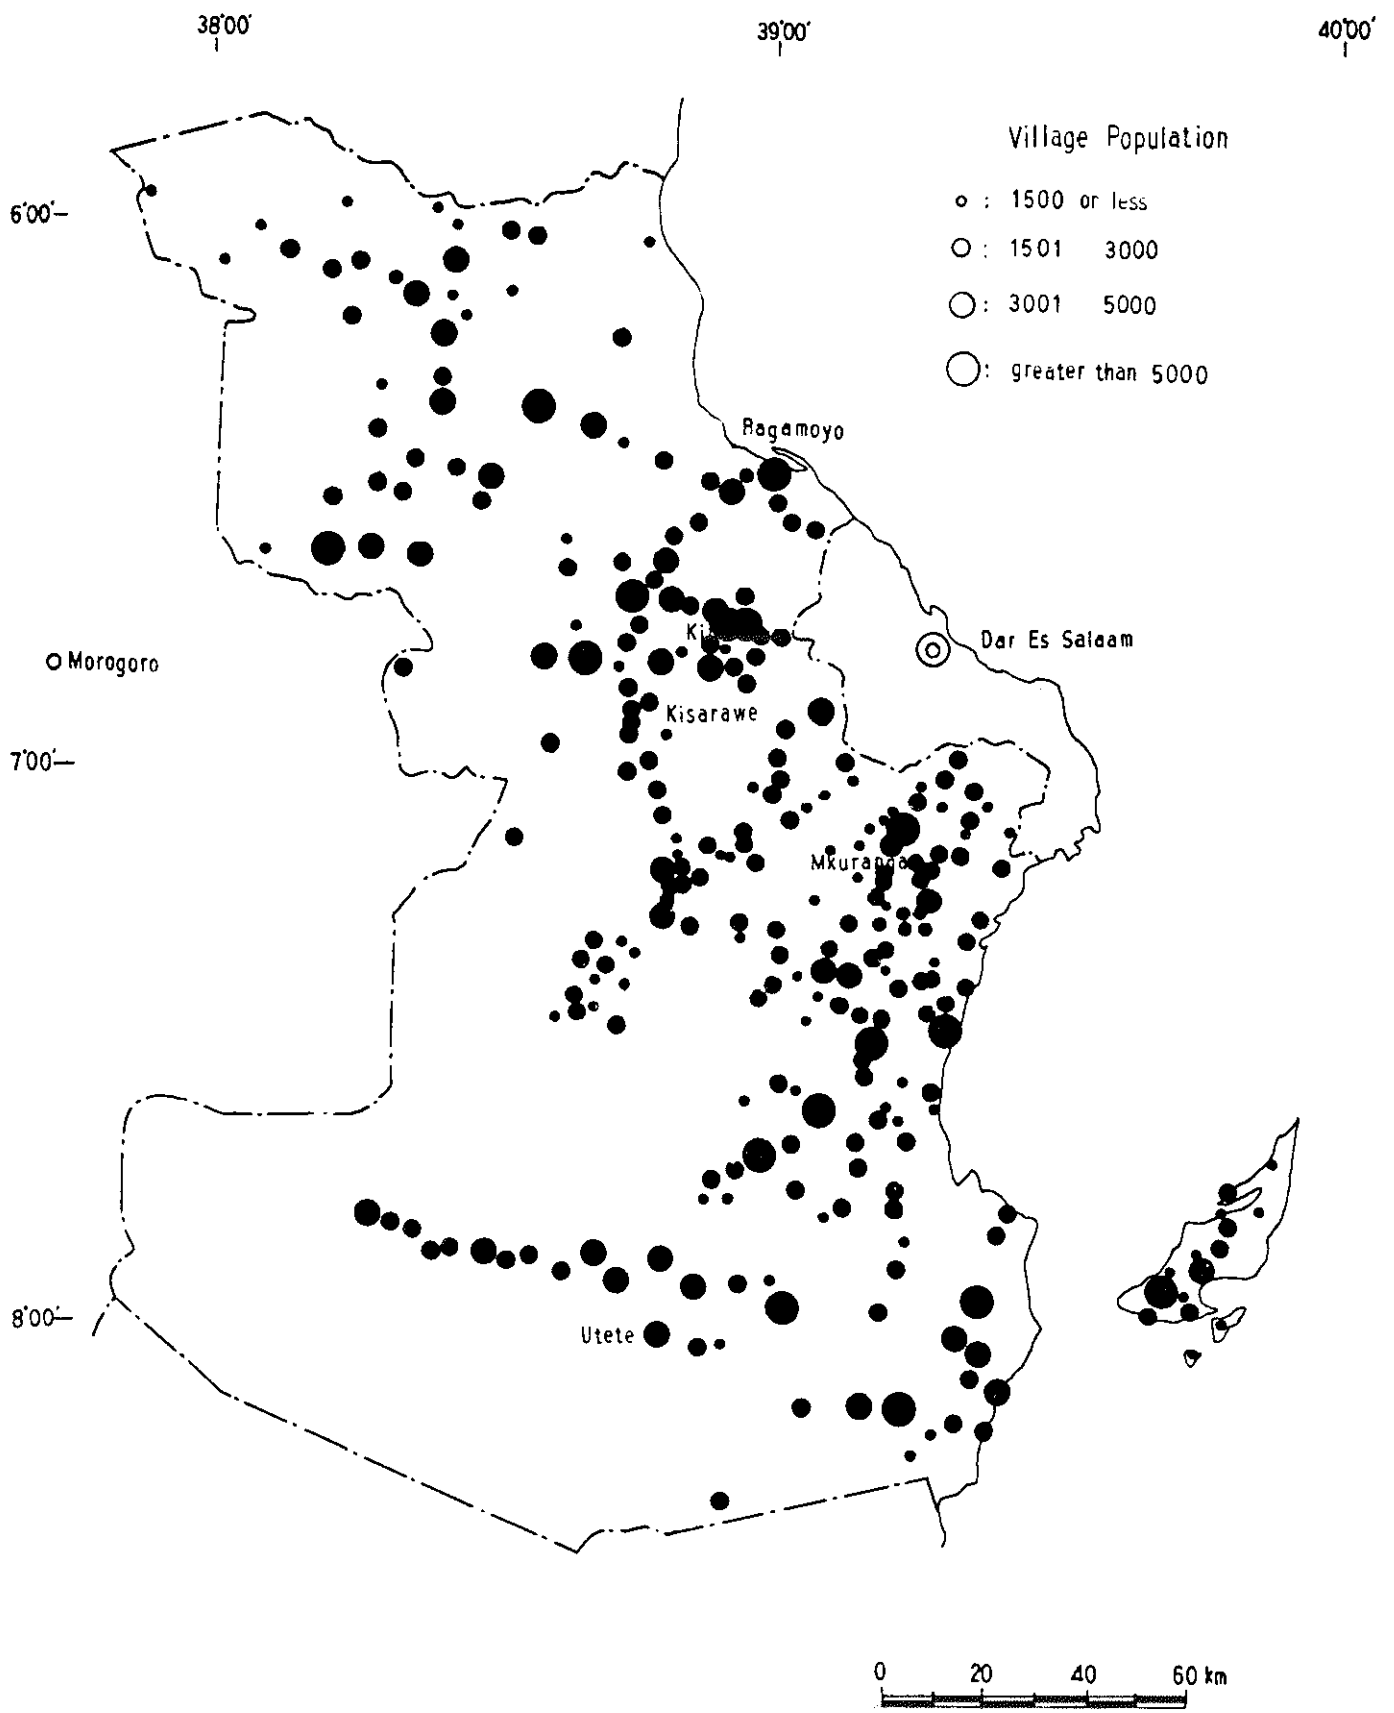 38°00' 39°00' 40°00'
Village Population
: 1500 or less
6°00'
: 1501 3000
: 3001 5000
: greater than 5000
Bagamoyo
Dar Es Salaam
Morogoro
Kisarawe
7°00'
Mkuranga
8°00'
Utete
0 20 40 60 km